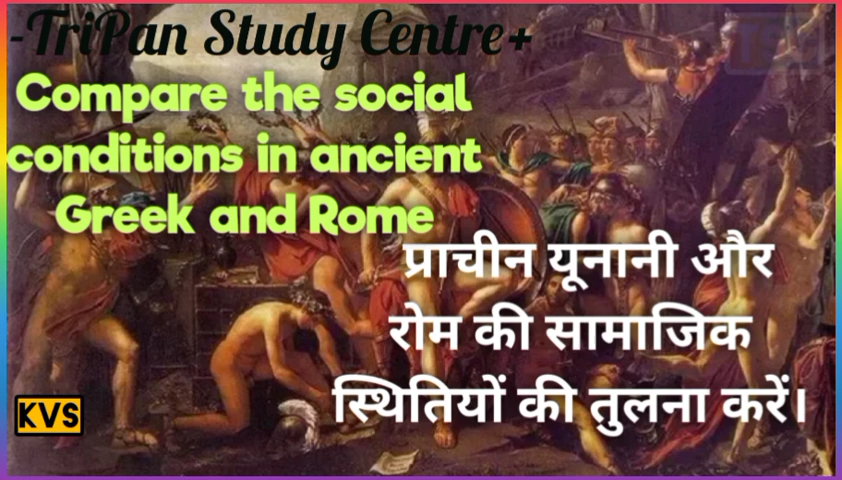 -TriPan Study Centre+
Compare the social
conditions in ancient
Greek and Rome
प्राचीन यूनानी और
रोम की सामाजिक
स्थितियों की तुलना करें।
KVS